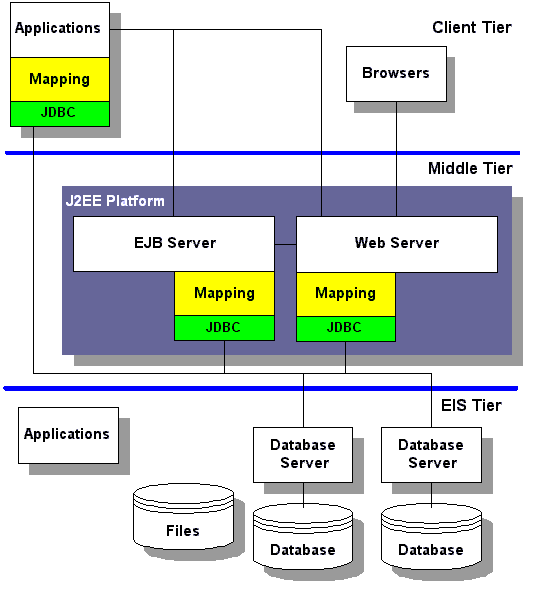 Applications
Client Tier
Mapping
Browsers
JDBC
Middle Tier
J2EE Platform
EJB Server
Web Server
Mapping
Mapping
JDBC
JDBC
EIS Tier
Applications
Database
Server
Database
Server
Files
Database
Database